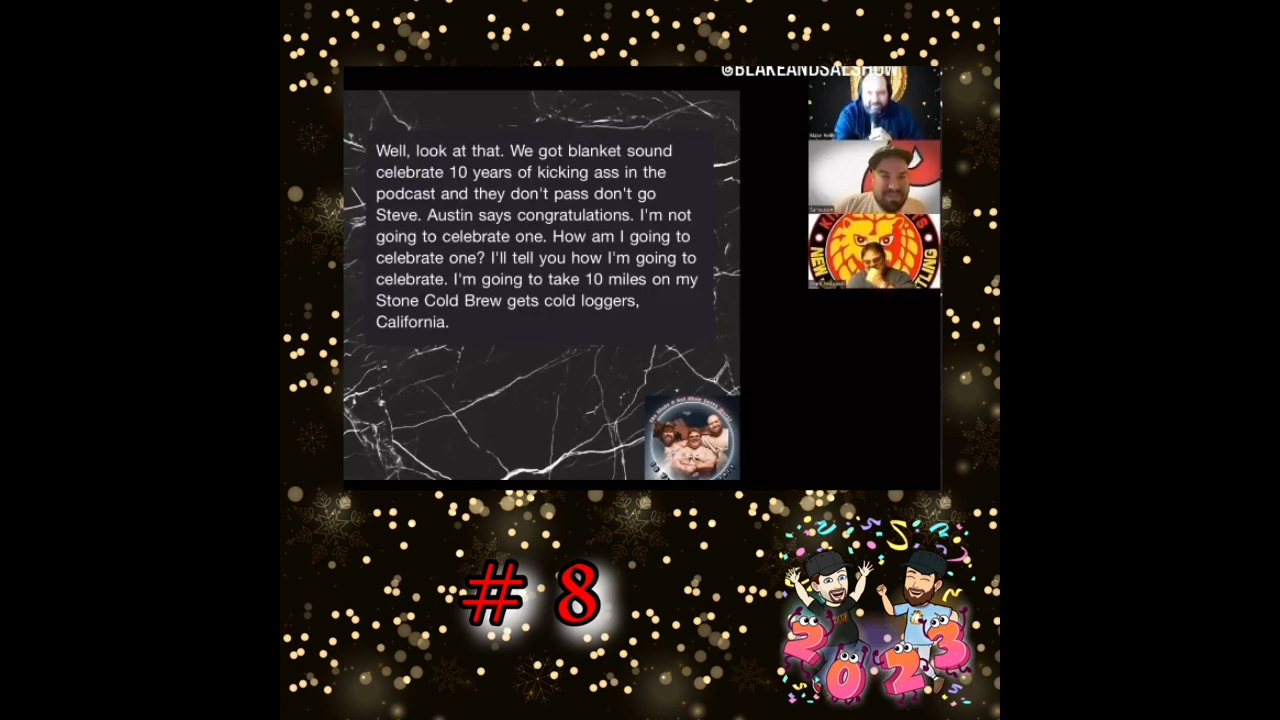 @BLAKEANDSALSHOW
Well, look at that. We got blanket sound
celebrate 10 years of kicking ass in the
podcast and they don't pass don't go
Steve. Austin says congratulations. I'm not
going to celebrate one. How am I going to
celebrate one? I'll tell you how I'm going to
celebrate. I'm going to take 10 miles on my
Stone Cold Brew gets cold loggers,
California.
NEW
# 8
2023